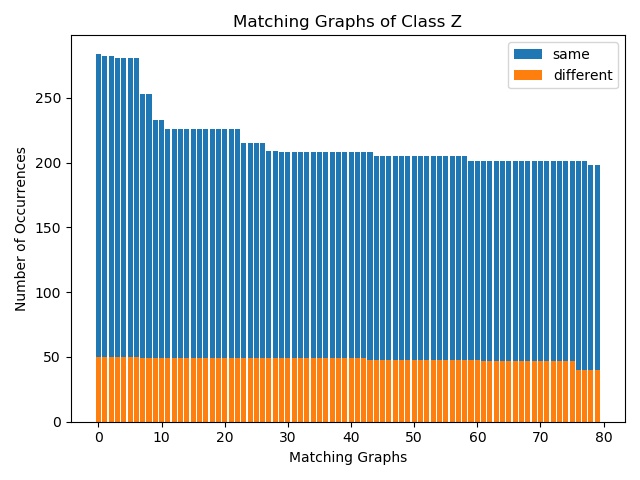 Matching Graphs of Class Z
same
different
Number of Occurrences
250
200
150
100
50
0
0 10 20 30 40 50 60 70 80
Matching Graphs